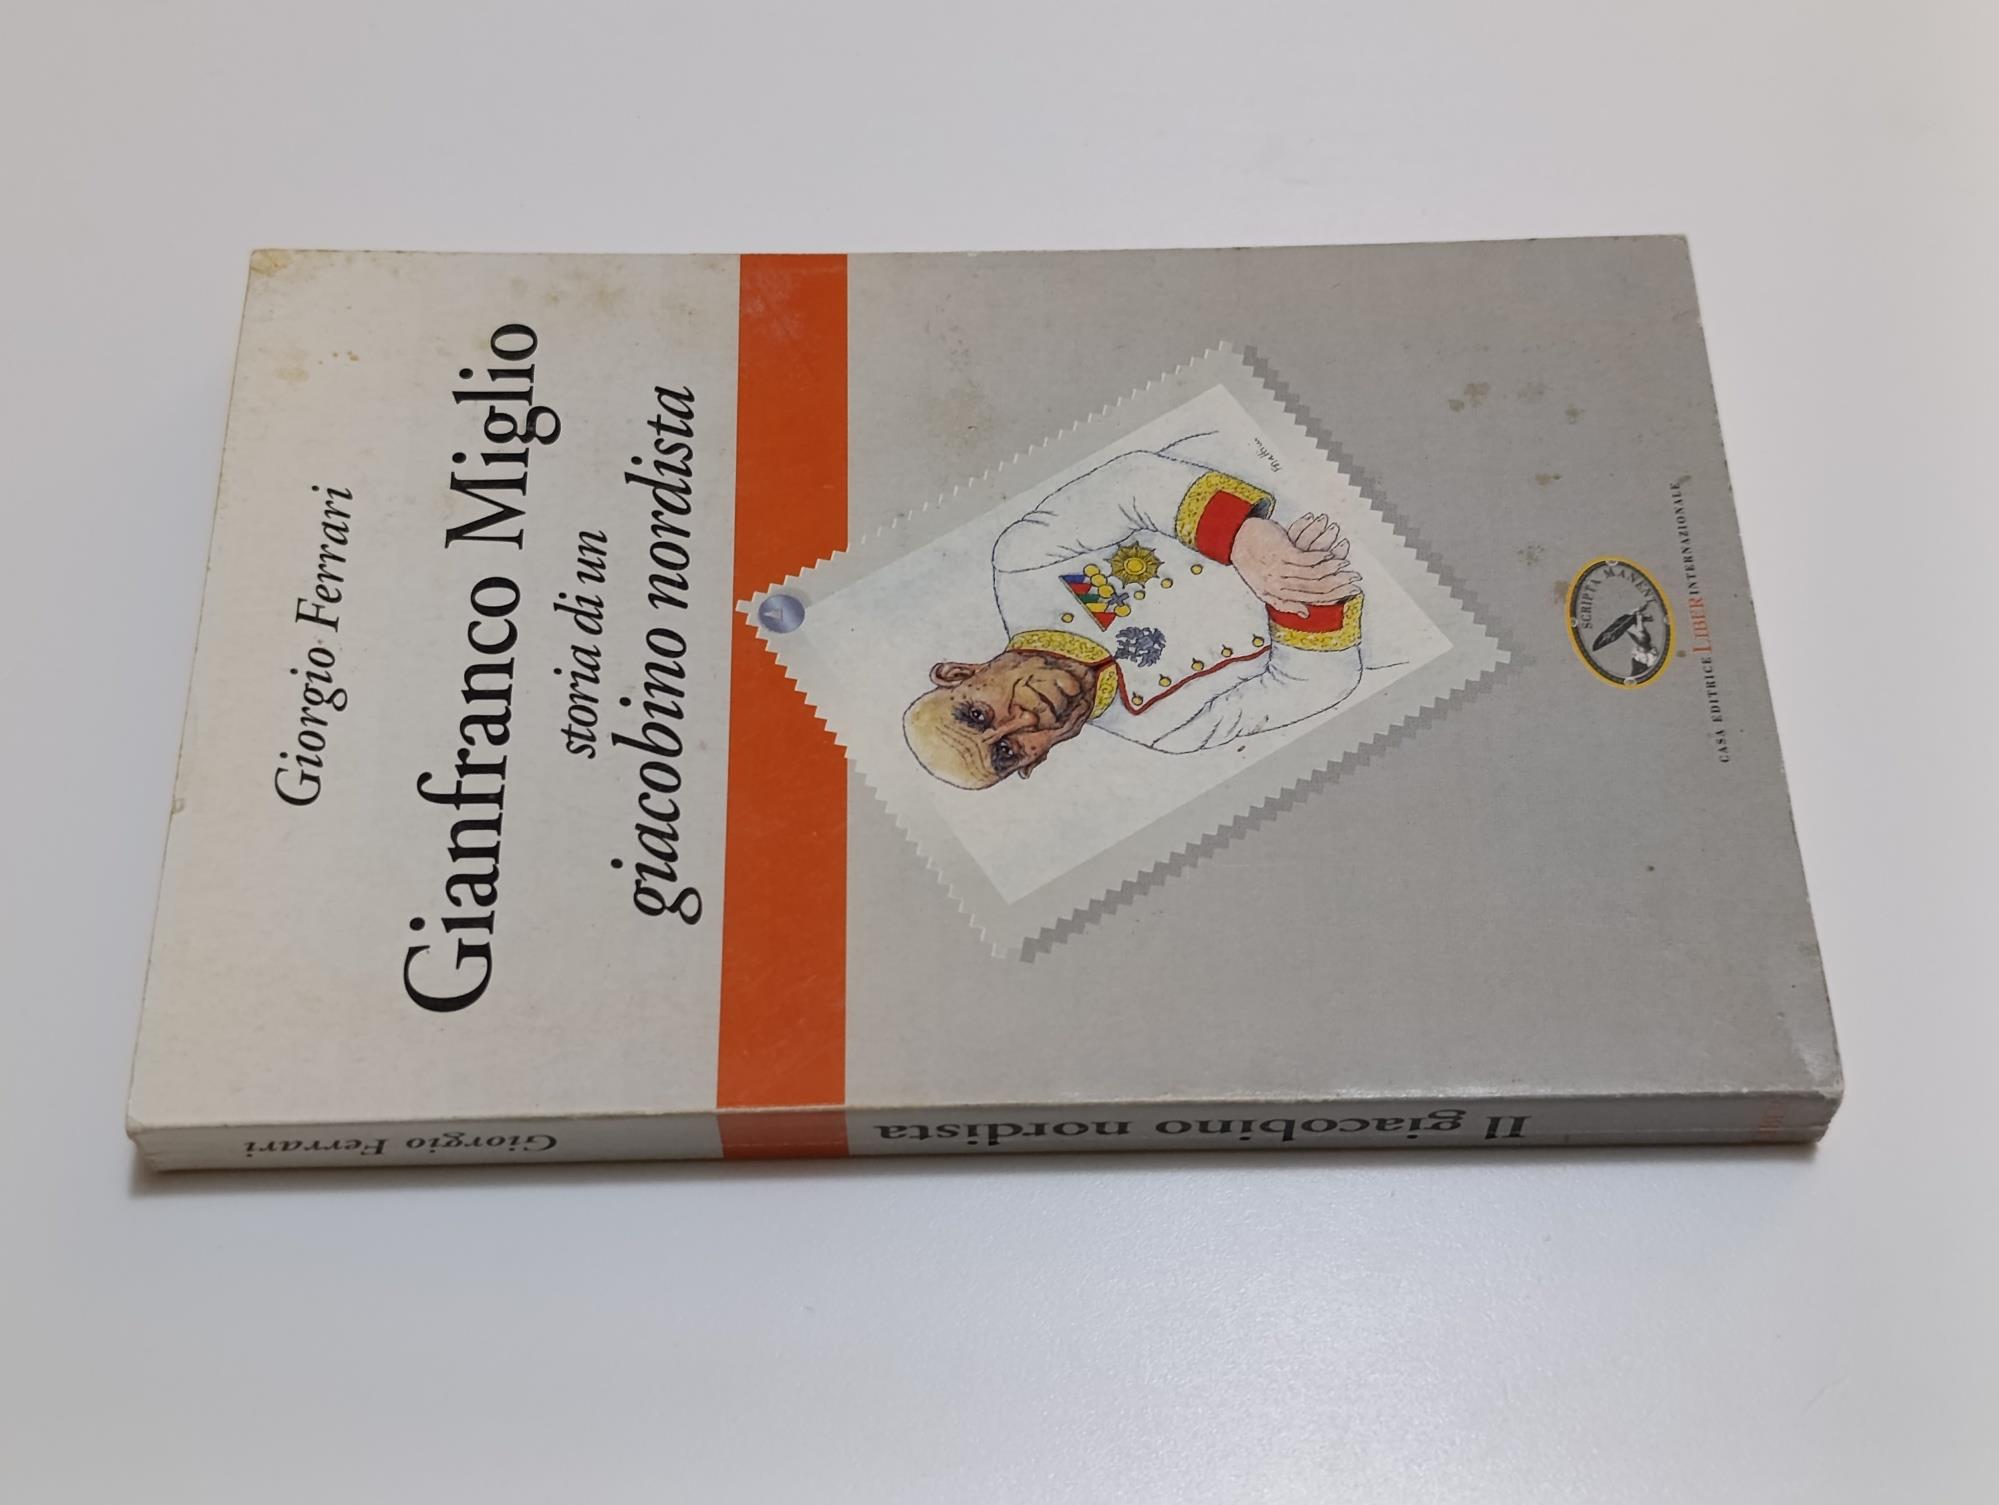 Giorgio Ferrari
Gianfranco Miglio
storia di un
giacobino nordista
SCRIPTA MANENT
CASA EDITRICE LIBER INTERNAZIONALE
Giorgio Ferrari
Il giacobino nordista